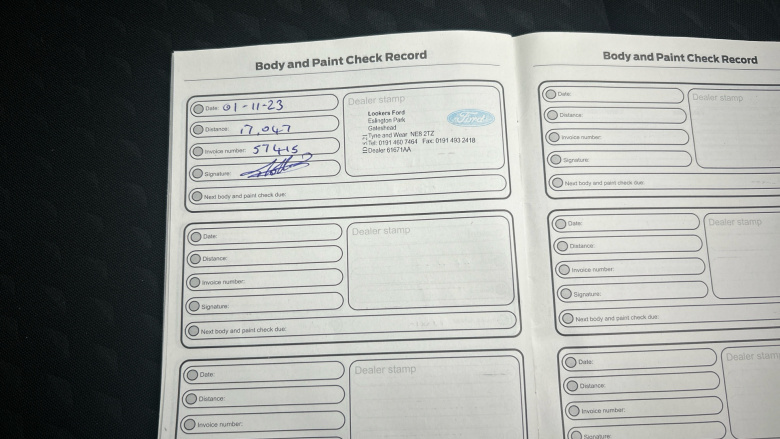 Body and Paint Check Record
Date: 01-11-23
Distance: 17,047
Invoice number: 57415
Signature:
Next body and paint check due:
Dealer stamp
Lookers Ford
Eslington Park
Gateshead
Tyne and Wear NE8 2TZ
Tel: 0191 460 7464 Fax: 0191 493 2418
Dealer 61671AA
Ford
Date:
Distance:
Invoice number:
Signature:
Next body and paint check due:
Dealer stamp
Date:
Distance:
Invoice number:
Dealer stamp
Body and Paint Check Record
Date:
Distance:
Invoice number:
Signature:
Next body and paint check due:
Dealer stamp
Date:
Distance:
Invoice number:
Signature:
Next body and paint check due:
Dealer stamp
Date:
Distance:
Invoice number:
Signature:
Dealer stam